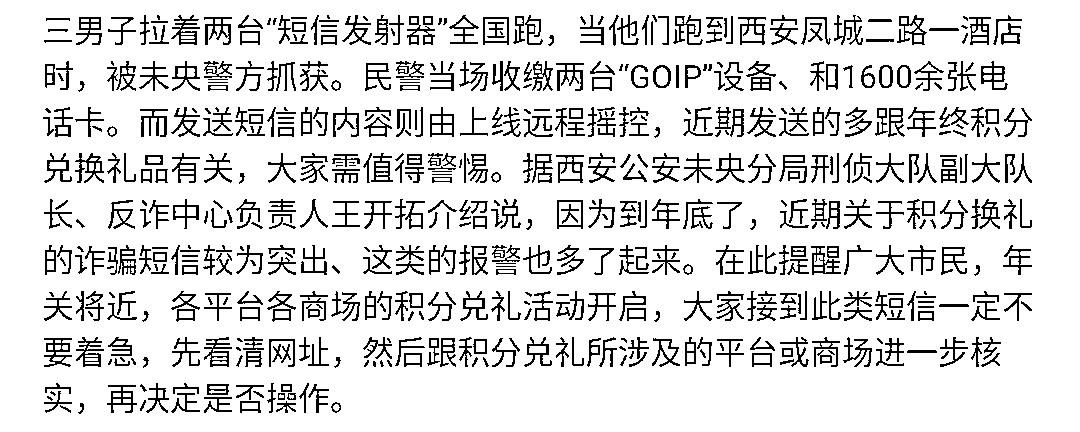 三男子拉着两台“短信发射器”全国跑，当他们跑到西安凤城二路一酒店
时，被未央警方抓获。民警当场收缴两台“GOIP”设备、和1600余张电
话卡。而发送短信的内容则由上线远程摇控，近期发送的多跟年终积分
兑换礼品有关，大家需值得警惕。据西安公安未央分局刑侦大队副大队
长、反诈中心负责人王开拓介绍说，因为到年底了，近期关于积分换礼
的诈骗短信较为突出、这类的报警也多了起来。在此提醒广大市民，年
关将近，各平台各商场的积分兑礼活动开启，大家接到此类短信一定不
要着急，先看清网址，然后跟积分兑礼所涉及的平台或商场进一步核
实，再决定是否操作。